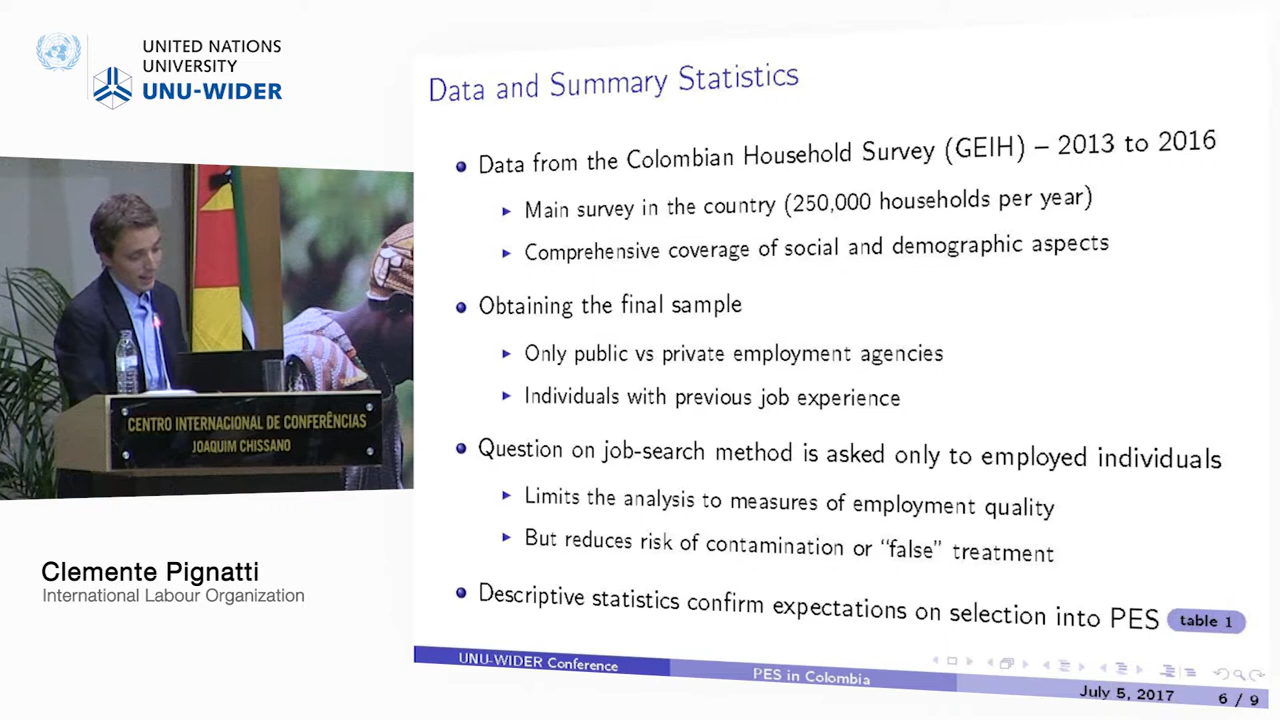 UNITED NATIONS
UNIVERSITY
UNU-WIDER
CENTRO INTERNACIONAL DE CONFERÊNCIAS
JOAQUIM CHISSANO
Clemente Pignatti
International Labour Organization
Data and Summary Statistics
Data from the Colombian Household Survey (GEIH) – 2013 to 2016
Main survey in the country (250,000 households per year)
Comprehensive coverage of social and demographic aspects
Obtaining the final sample
Only public vs private employment agencies
Individuals with previous job experience
Question on job-search method is asked only to employed individuals
Limits the analysis to measures of employment quality
But reduces risk of contamination or “false” treatment
Descriptive statistics confirm expectations on selection into PES table 1
UNU-WIDER Conference
PES in Colombia
July 5, 2017
6 / 9